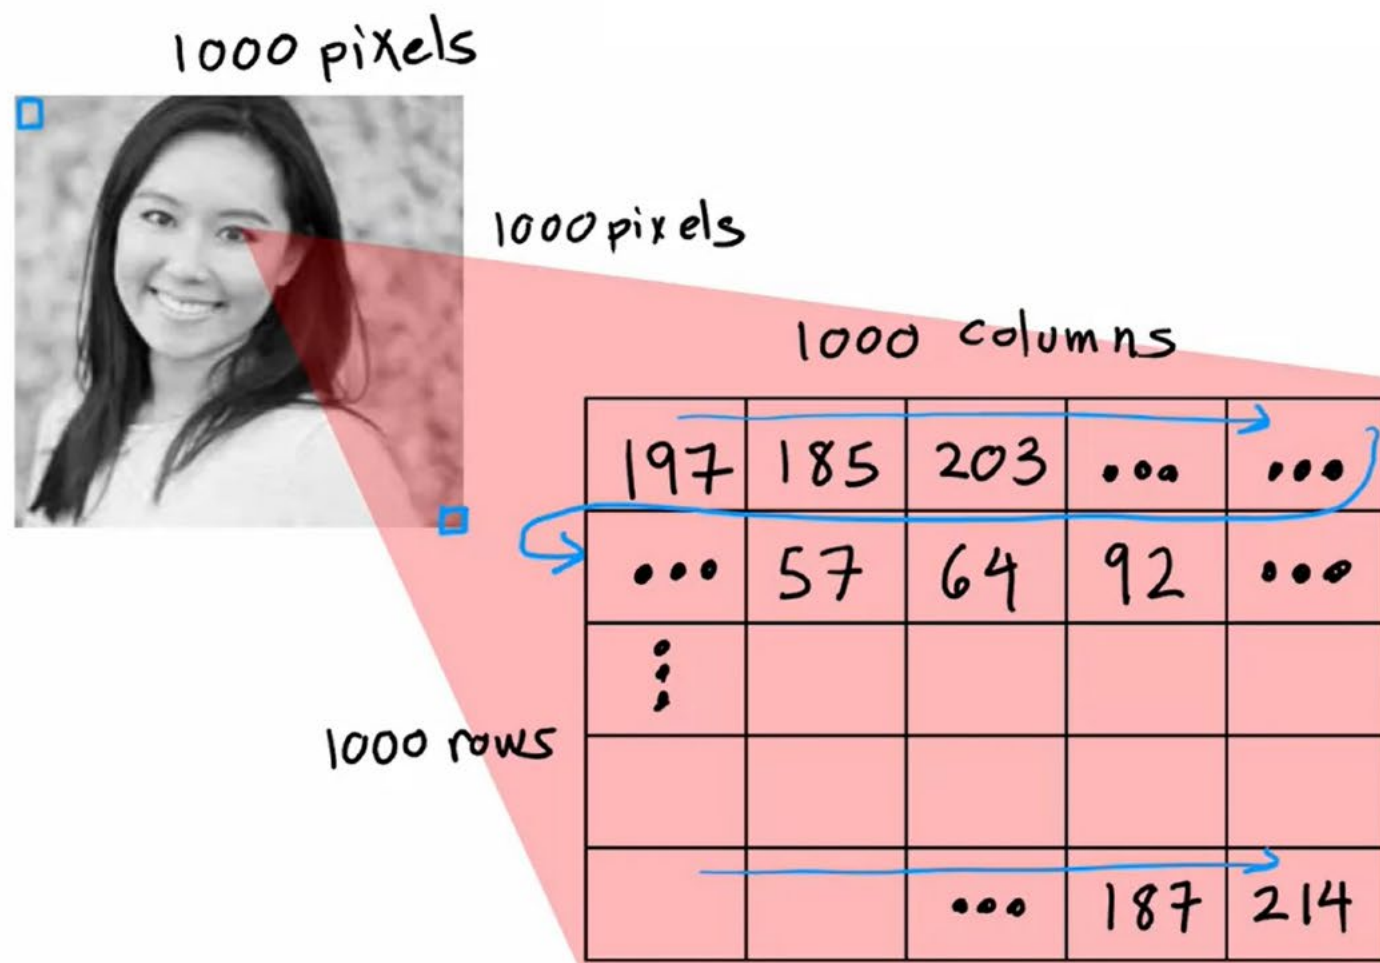 1000 pixels
1000 pixels
1000 columns
197 185 203 ... ...
... 57 64 92 ...
⋮
1000 rows
... 187 214